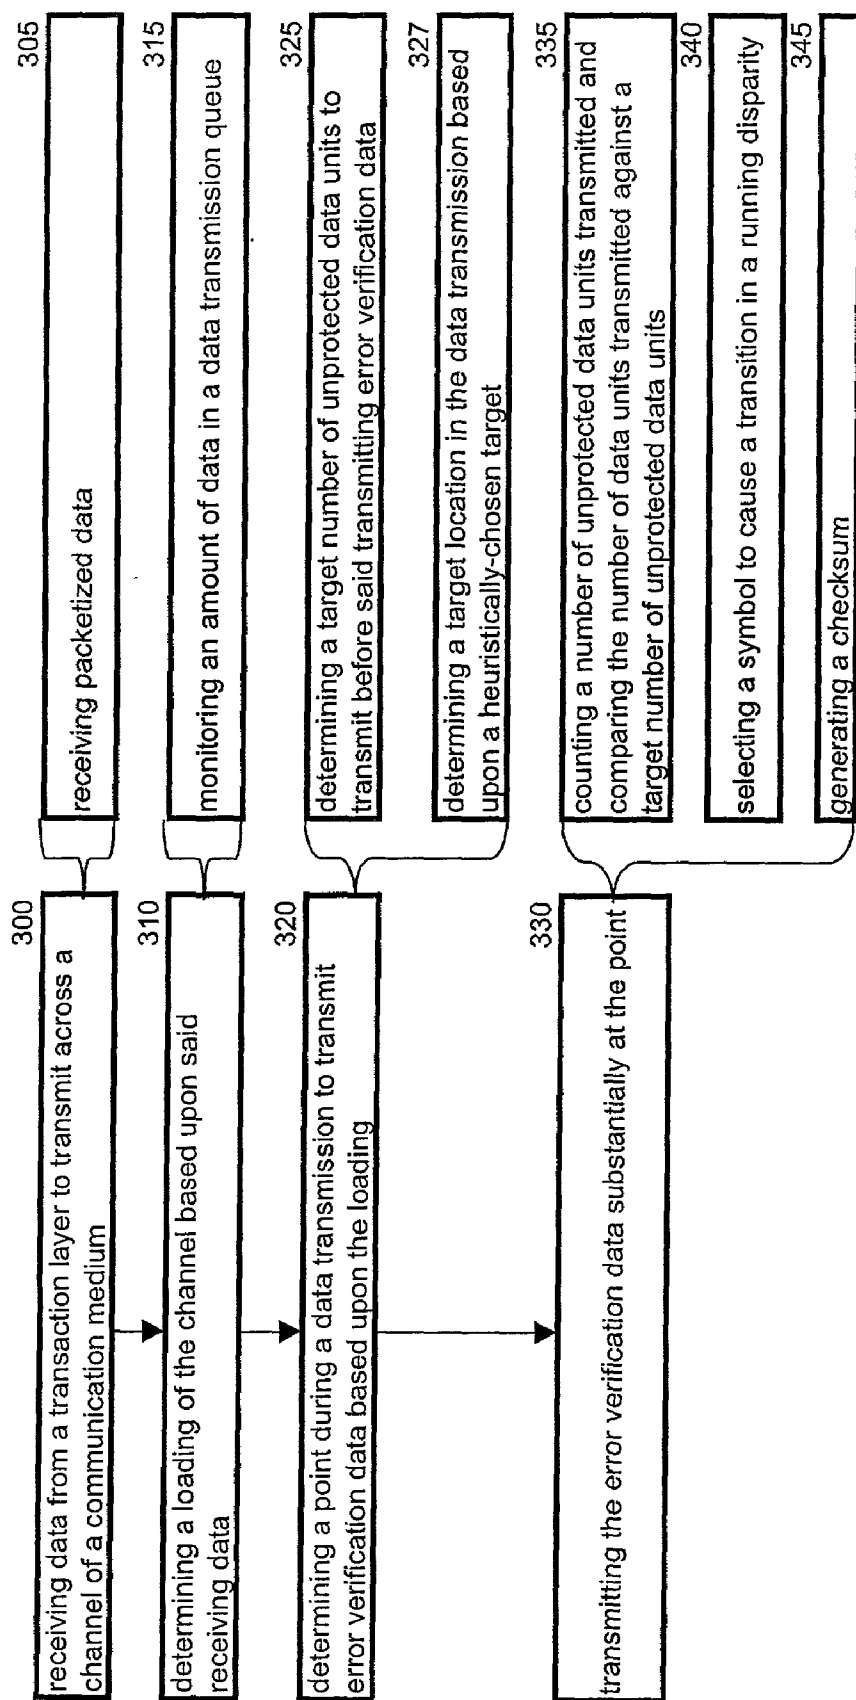 300
receiving data from a transaction layer to transmit across a
channel of a communication medium
305
receiving packetized data
310
determining a loading of the channel based upon said
receiving data
315
monitoring an amount of data in a data transmission queue
320
determining a point during a data transmission to transmit
error verification data based upon the loading
325
determining a target number of unprotected data units to
transmit before said transmitting error verification data
327
determining a target location in the data transmission based
upon a heuristically-chosen target
330
transmitting the error verification data substantially at the point
335
counting a number of unprotected data units transmitted and
comparing the number of data units transmitted against a
target number of unprotected data units
340
selecting a symbol to cause a transition in a running disparity
345
generating a checksum